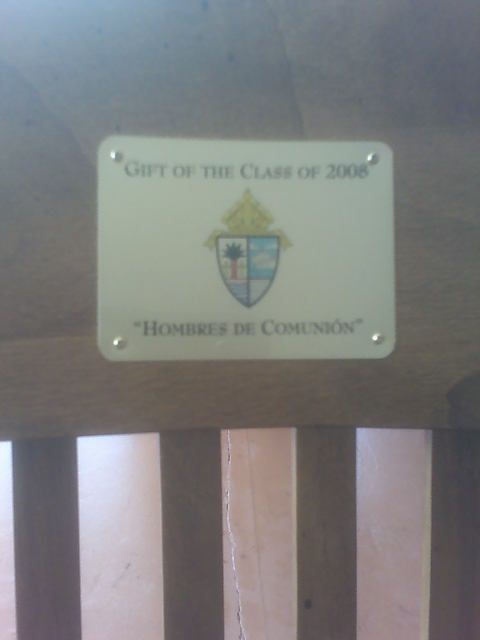 GIFT OF THE CLASS OF 2008
"HOMBRES DE COMUNIÓN"